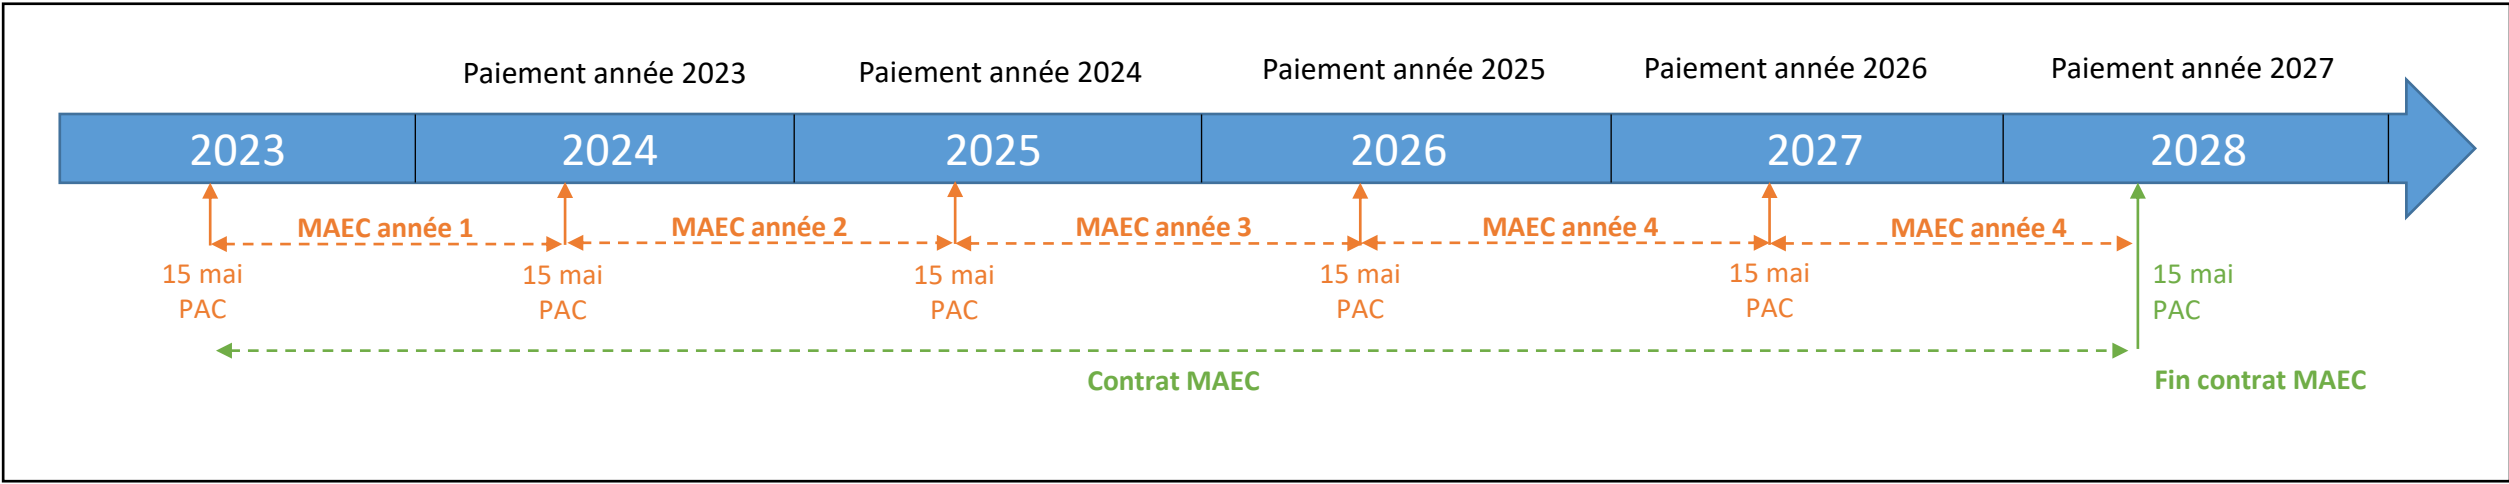 Paiement année 2023
Paiement année 2024
Paiement année 2025
Paiement année 2026
Paiement année 2027
2023
2024
2025
2026
2027
2028
MAEC année 1
MAEC année 2
MAEC année 3
MAEC année 4
MAEC année 4
15 mai
PAC
15 mai
PAC
15 mai
PAC
15 mai
PAC
15 mai
PAC
15 mai
PAC
Contrat MAEC
Fin contrat MAEC